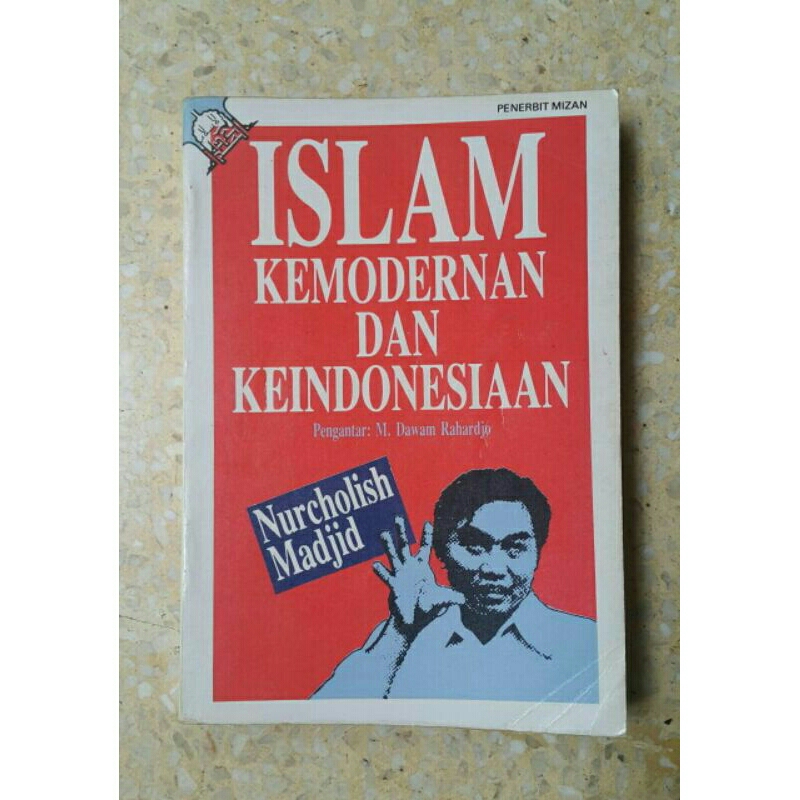 PENERBIT MIZAN
ISLAM
KEMODERNAN
DAN
KEINDONESIAAN
Pengantar: M. Dawam Rahardjo
Nurcholish
Madjid